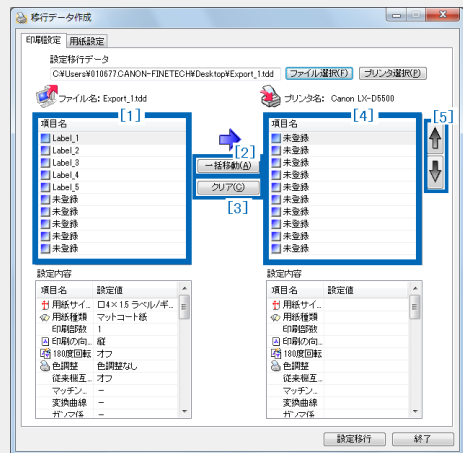 移行データ作成
印刷設定 用紙設定
設定移行データ
C:¥Users¥010677.CANON-FINETECH¥Desktop¥Export_1.tdd ファイル選択(F) プリンタ選択(P)
ファイル名: Export_1.tdd プリンタ名: Canon LX-D5500
[1] [4] [5]
項目名 項目名
Label_1 未登録
Label_2 未登録
[2]
Label_3 未登録
一括移動(A)
Label_4 未登録
Label_5 未登録
クリア(C)
未登録 未登録
[3]
未登録 未登録
未登録 未登録
未登録 未登録
未登録 未登録
設定内容 設定内容
項目名 設定値 項目名 設定値
用紙サイ... ロ4×1.5 ラベル/ギ... 用紙サイ...
用紙種類 マットコート紙 用紙種類
印刷部数 1 印刷部数
印刷の向... 縦 印刷の向...
180度回転 オフ 180度回転
色調整 色調整なし 色調整
従来機互... オフ 従来機互...
マッチン... − マッチン...
変換曲線 − 変換曲線
ガンマ係 − ガンマ係
設定移行 終了